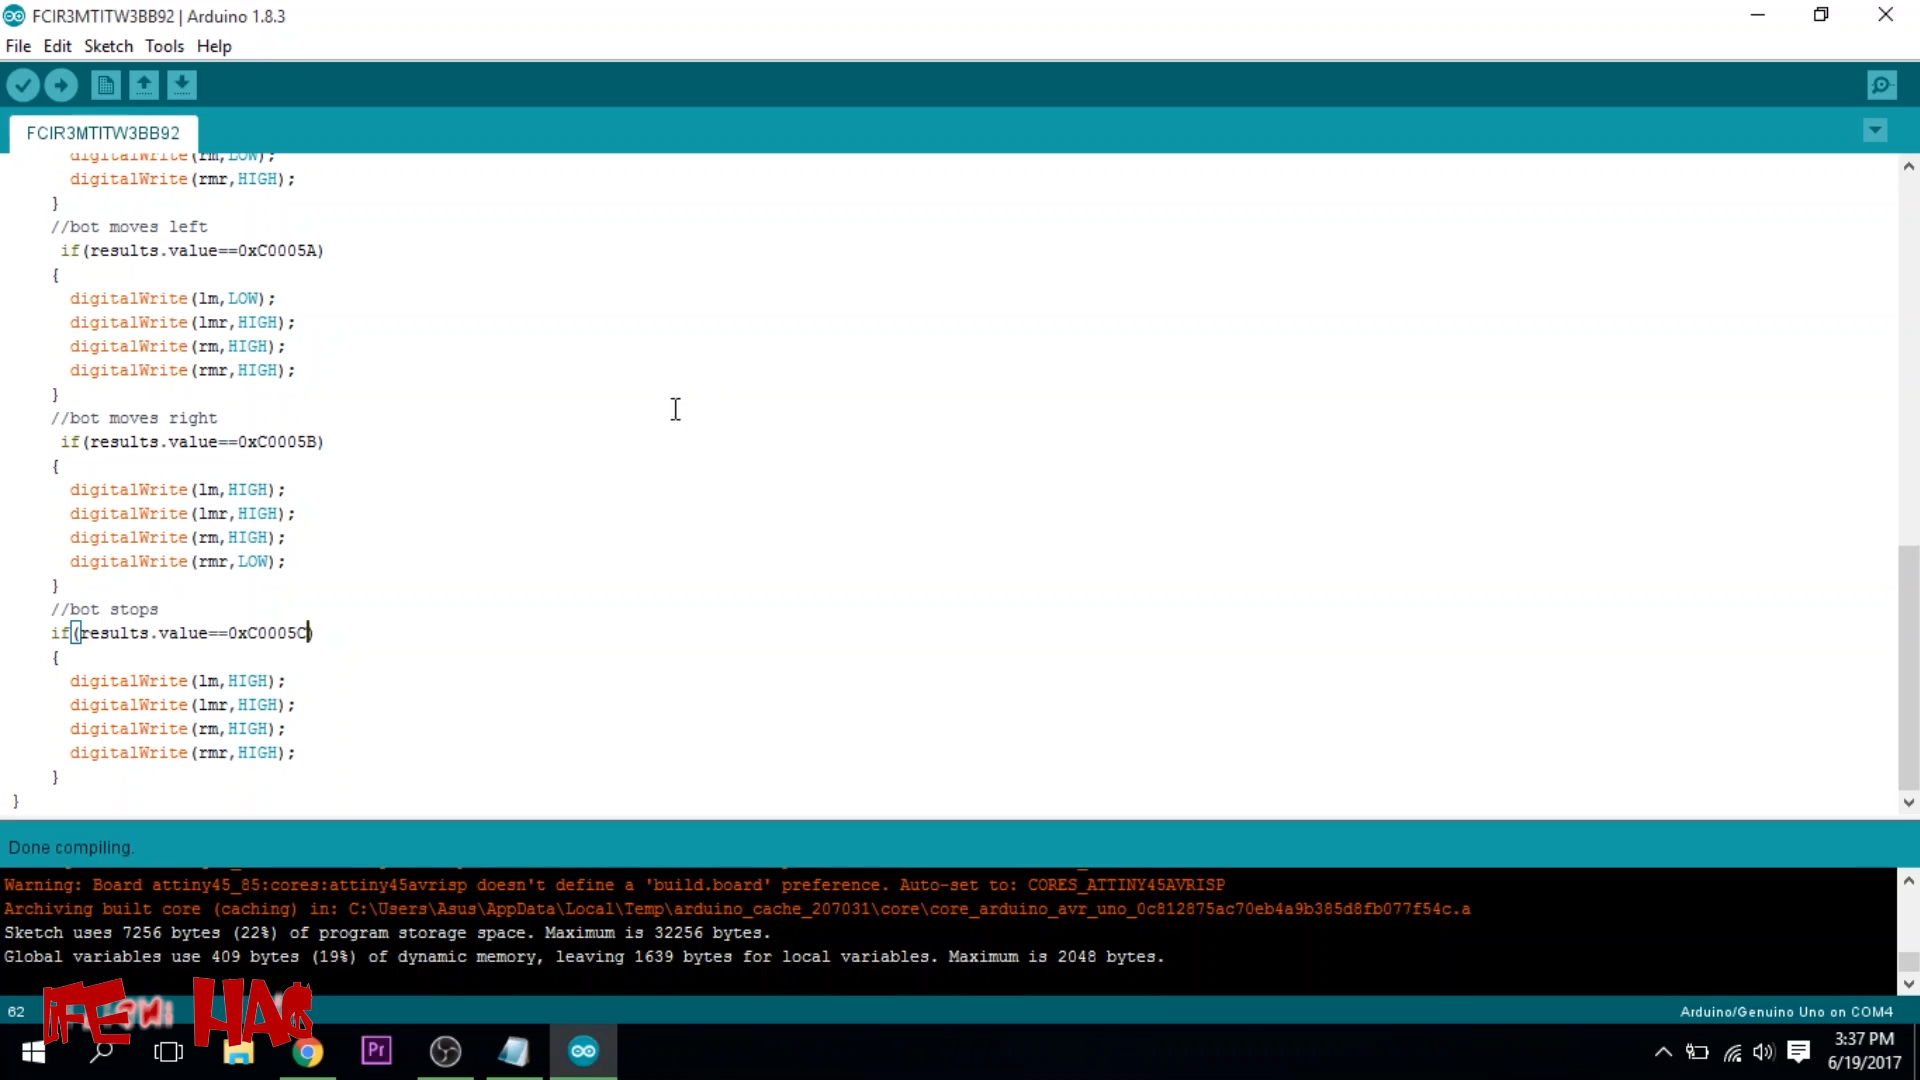 FCIR3MTITW3BB92 | Arduino 1.8.3
File Edit Sketch Tools Help
FCIR3MTITW3BB92
digitalWrite(rm,LOW);
digitalWrite(rmr,HIGH);
}
//bot moves left
if(results.value==0xC0005A)
{
digitalWrite(lm,LOW);
digitalWrite(lmr,HIGH);
digitalWrite(rm,HIGH);
digitalWrite(rmr,HIGH);
}
//bot moves right
if(results.value==0xC0005B)
{
digitalWrite(lm,HIGH);
digitalWrite(lmr,HIGH);
digitalWrite(rm,HIGH);
digitalWrite(rmr,LOW);
}
//bot stops
if(results.value==0xC0005C)
{
digitalWrite(lm,HIGH);
digitalWrite(lmr,HIGH);
digitalWrite(rm,HIGH);
digitalWrite(rmr,HIGH);
}
}
Done compiling.
Warning: Board attiny45_85:cores:attiny45avrisp doesn't define a 'build.board' preference. Auto-set to: CORES_ATTINY45AVRISP
Archiving built core (caching) in: C:\Users\Asus\AppData\Local\Temp\arduino_cache_207031\core\core_arduino_avr_uno_0c812875ac70eb4a9b385d8fb077f54c.a
Sketch uses 7256 bytes (22%) of program storage space. Maximum is 32256 bytes.
Global variables use 409 bytes (19%) of dynamic memory, leaving 1639 bytes for local variables. Maximum is 2048 bytes.
62
Arduino/Genuino Uno on COM4
Pr
3:37 PM
6/19/2017